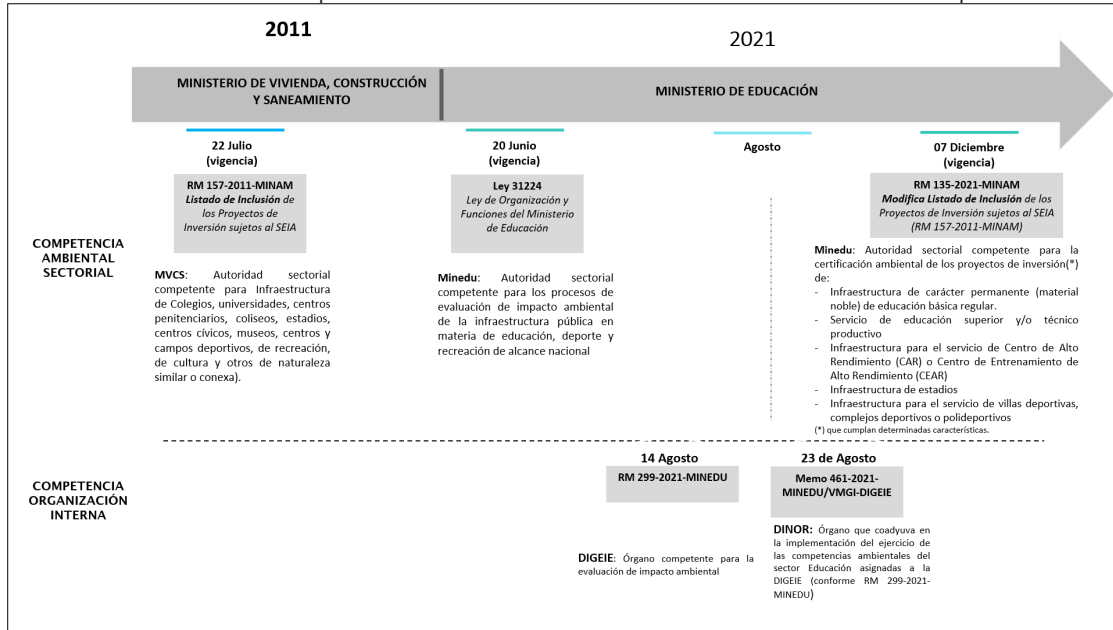 2011
2021
MINISTERIO DE VIVIENDA, CONSTRUCCIÓN
Y SANEAMIENTO
MINISTERIO DE EDUCACIÓN
22 Julio
(vigencia)
20 Junio
(vigencia)
Agosto
07 Diciembre
(vigencia)
RM 157-2011-MINAM
Listado de Inclusión de
los Proyectos de
Inversión sujetos al SEIA
Ley 31224
Ley de Organización y
Funciones del Ministerio
de Educación
RM 135-2021-MINAM
Modifica Listado de Inclusión de los
Proyectos de Inversión sujetos al SEIA
(RM 157-2011-MINAM)
COMPETENCIA
AMBIENTAL
SECTORIAL
MVCS: Autoridad sectorial
competente para Infraestructura
de Colegios, universidades, centros
penitenciarios, coliseos, estadios,
centros cívicos, museos, centros y
campos deportivos, de recreación,
de cultura y otros de naturaleza
similar o conexa).
Minedu: Autoridad sectorial
competente para los procesos de
evaluación de impacto ambiental
de la infraestructura pública en
materia de educación, deporte y
recreación de alcance nacional
Minedu: Autoridad sectorial competente para la
certificación ambiental de los proyectos de inversión(*)
de:
- Infraestructura de carácter permanente (material
noble) de educación básica regular.
- Servicio de educación superior y/o técnico
productivo
- Infraestructura para el servicio de Centro de Alto
Rendimiento (CAR) o Centro de Entrenamiento de
Alto Rendimiento (CEAR)
- Infraestructura de estadios
- Infraestructura para el servicio de villas deportivas,
complejos deportivos o polideportivos
(*) que cumplan determinadas características.
COMPETENCIA
ORGANIZACIÓN
INTERNA
14 Agosto
RM 299-2021-MINEDU
23 de Agosto
Memo 461-2021-
MINEDU/VMGI-DIGEIE
DIGEIE: Órgano competente para la
evaluación de impacto ambiental
DINOR: Órgano que coadyuva en
la implementación del ejercicio de
las competencias ambientales del
sector Educación asignadas a la
DIGEIE (conforme RM 299-2021-
MINEDU)